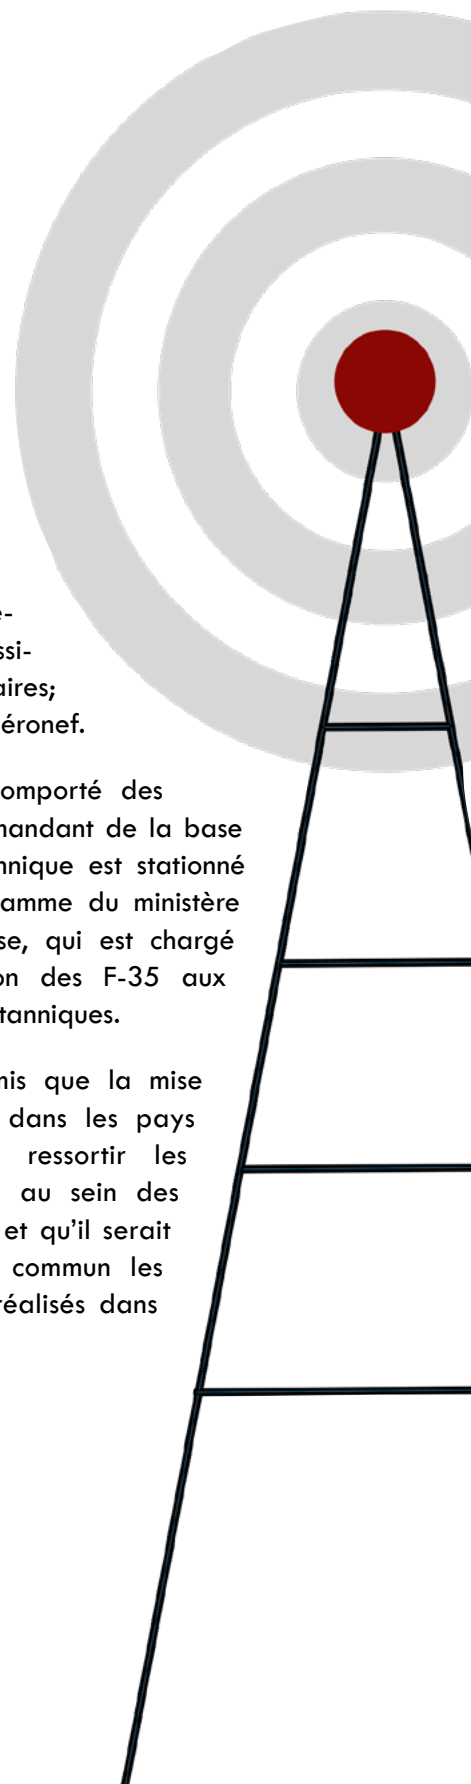 e-
ssi-
aires;
éronef.
omporté des
mandant de la base
nnique est stationné
amme du ministère
se, qui est chargé
on des F-35 aux
tanniques.
mis que la mise
dans les pays
ressortir les
au sein des
et qu’il serait
commun les
réalisés dans